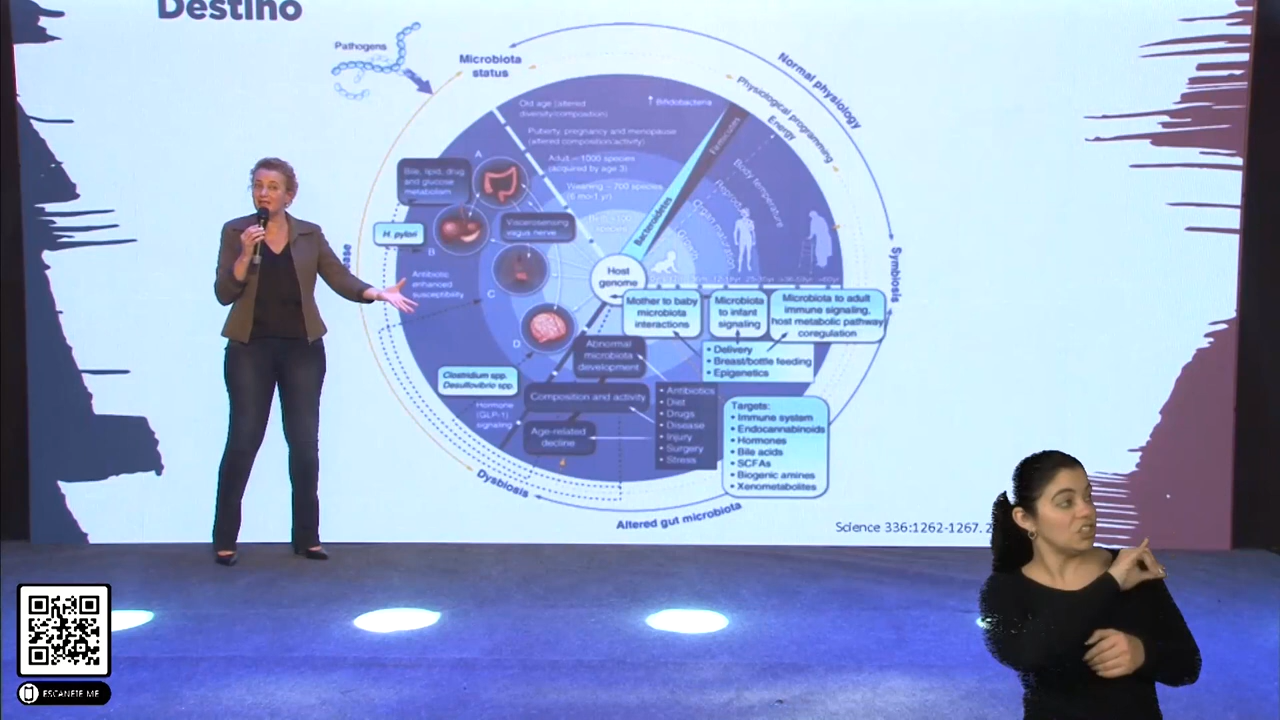 Destino
Pathogens
Microbiota
status
Normal physiology
Physiological programming
Energy
Old age (altered
diversity/composition)
Bifidobacteria
Firmicutes
Puberty, pregnancy and menopause
(altered composition/activity)
Body temperature
A
Adult ~1000 species
(acquired by age 3)
Bile, lipid, drug
and glucose
metabolism
Weaning ~700 species
(6 mo-1 yr)
Organ maturation
Growth
H. pylori
Viscerosensing
vagus nerve
Bacteroidetes
B
Symbiosis
Host
genome
Antibiotic
enhanced
susceptibility
C
Mother to baby
microbiota
interactions
Microbiota
to infant
signaling
Microbiota to adult
immune signaling,
host metabolic pathway
coregulation
D
Abnormal
microbiota
development
• Delivery
• Breast/bottle feeding
• Epigenetics
Clostridium spp.
Desulfovibrio spp.
Composition and activity
• Antibiotics
• Diet
• Drugs
• Disease
• Injury
• Surgery
• Stress
Hormone
(GLP-1)
signaling
Age-related
decline
Targets:
• Immune system
• Endocannabinoids
• Hormones
• Bile acids
• SCFAs
• Biogenic amines
• Xenometabolites
Dysbiosis
Altered gut microbiota
Science 336:1262-1267. 2
ESCANEIE ME